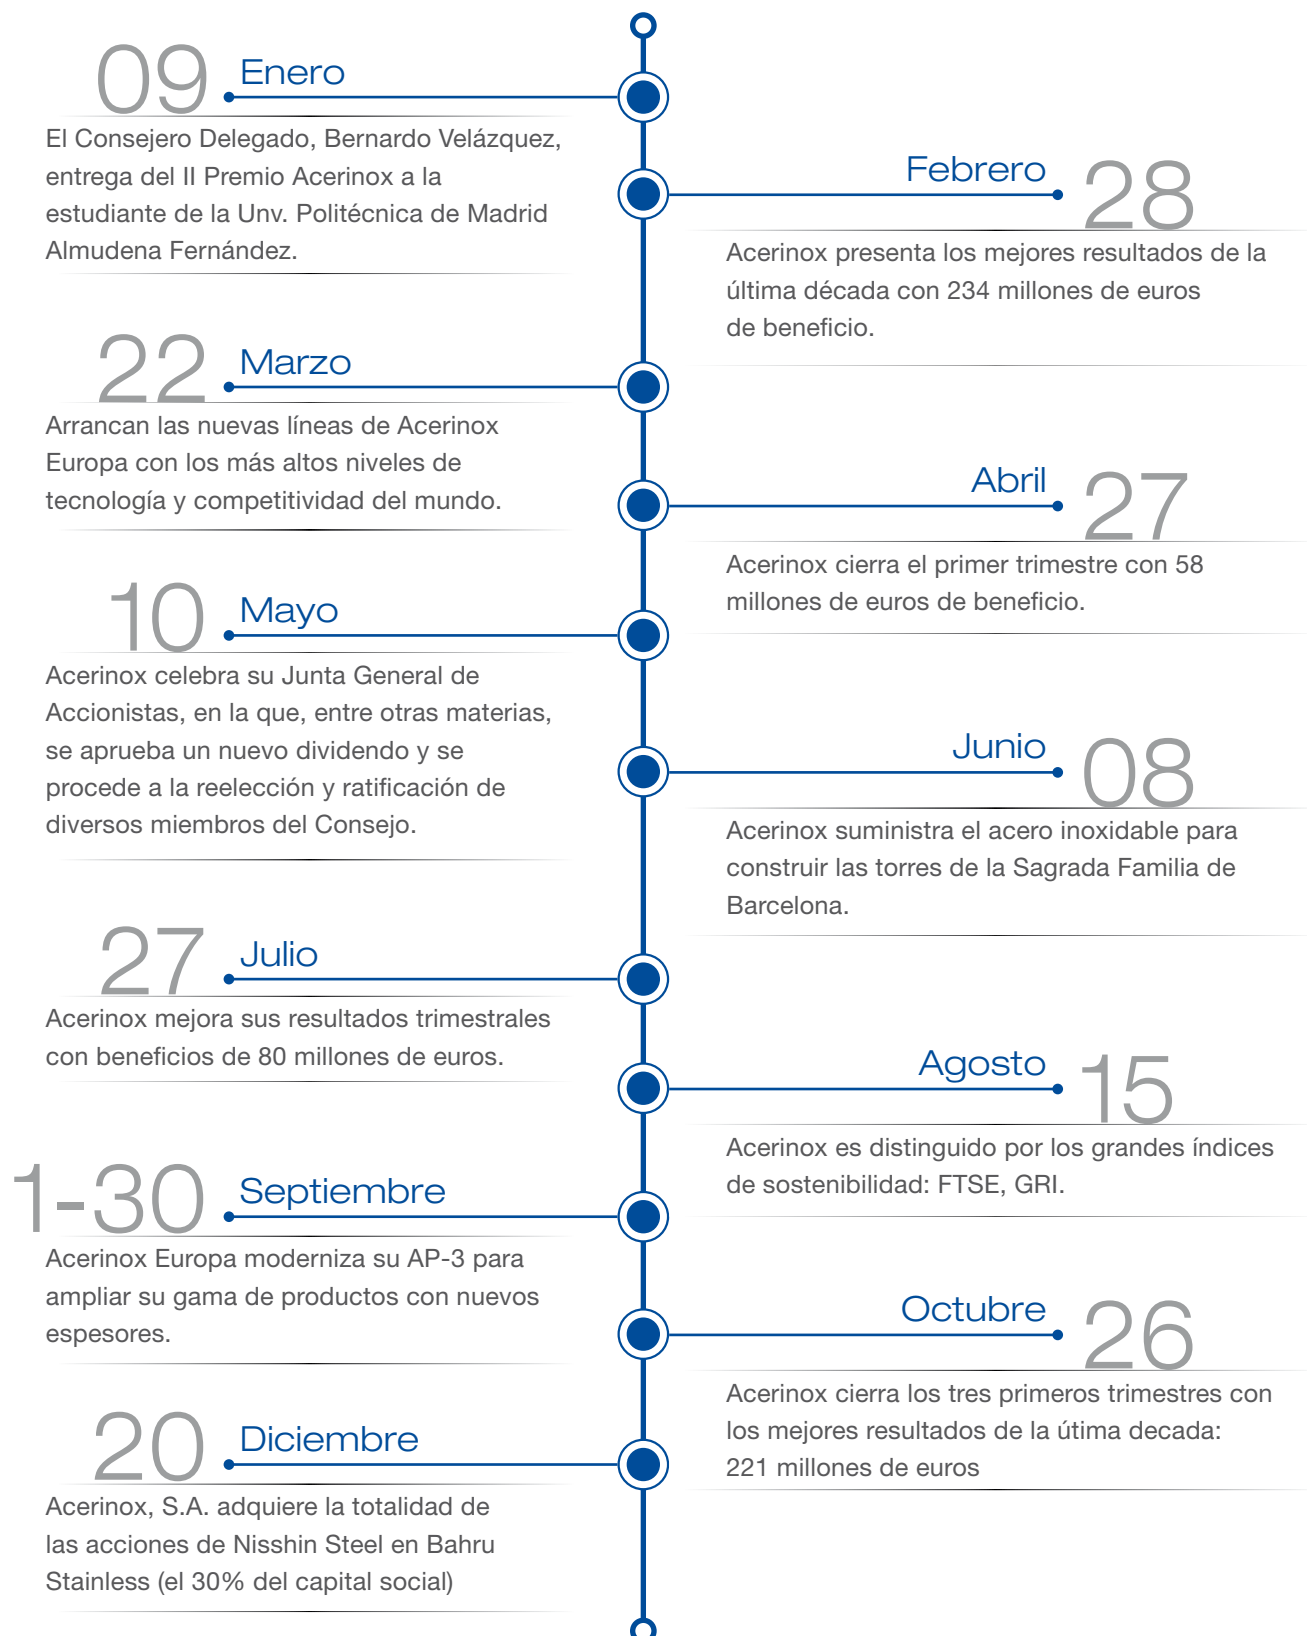 09 Enero
El Consejero Delegado, Bernardo Velázquez,
entrega del II Premio Acerinox a la
estudiante de la Unv. Politécnica de Madrid
Almudena Fernández.
Febrero 28
Acerinox presenta los mejores resultados de la
última década con 234 millones de euros
de beneficio.
22 Marzo
Arrancan las nuevas líneas de Acerinox
Europa con los más altos niveles de
tecnología y competitividad del mundo.
Abril 27
Acerinox cierra el primer trimestre con 58
millones de euros de beneficio.
10 Mayo
Acerinox celebra su Junta General de
Accionistas, en la que, entre otras materias,
se aprueba un nuevo dividendo y se
procede a la reelección y ratificación de
diversos miembros del Consejo.
Junio 08
Acerinox suministra el acero inoxidable para
construir las torres de la Sagrada Familia de
Barcelona.
27 Julio
Acerinox mejora sus resultados trimestrales
con beneficios de 80 millones de euros.
Agosto 15
Acerinox es distinguido por los grandes índices
de sostenibilidad: FTSE, GRI.
1-30 Septiembre
Acerinox Europa moderniza su AP-3 para
ampliar su gama de productos con nuevos
espesores.
Octubre 26
Acerinox cierra los tres primeros trimestres con
los mejores resultados de la útima decada:
221 millones de euros
20 Diciembre
Acerinox, S.A. adquiere la totalidad de
las acciones de Nisshin Steel en Bahru
Stainless (el 30% del capital social)